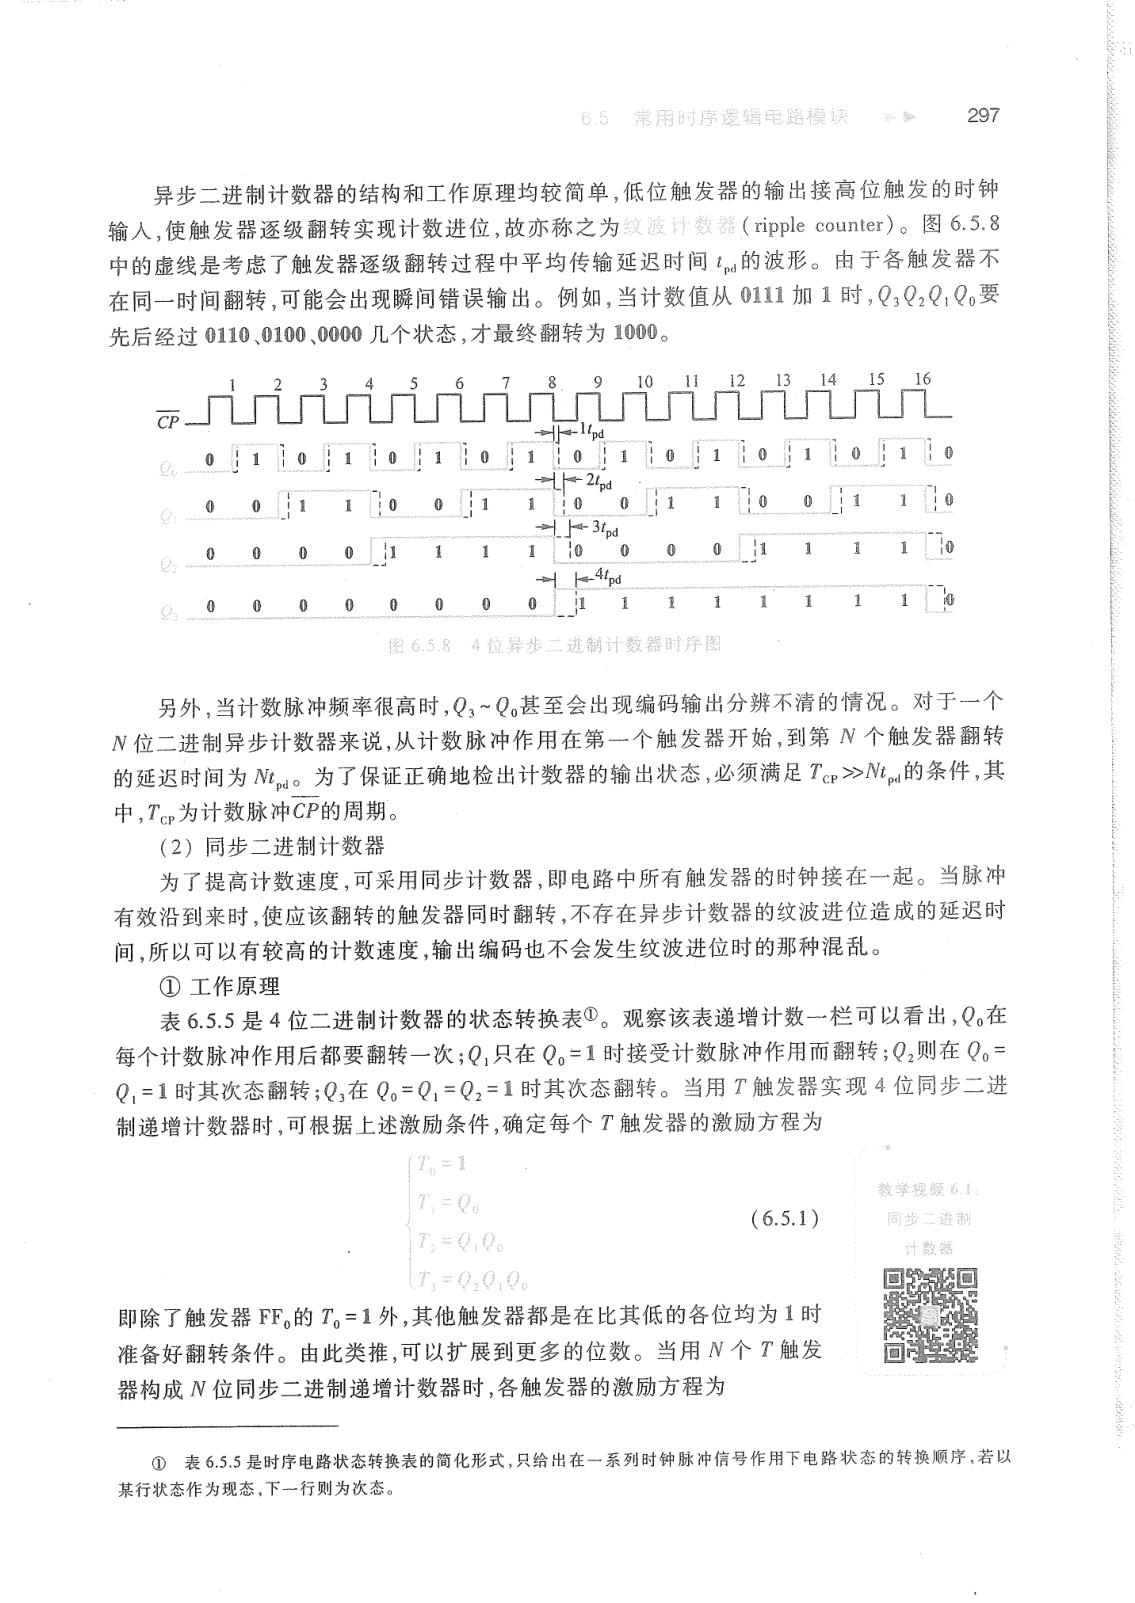 6.5 常用时序逻辑电路模块 297
异步二进制计数器的结构和工作原理均较简单,低位触发器的输出接高位触发的时钟
输入,使触发器逐级翻转实现计数进位,故亦称之为纹波计数器(ripple counter)。图 6.5.8
中的虚线是考虑了触发器逐级翻转过程中平均传输延迟时间 tpd的波形。由于各触发器不
在同一时间翻转,可能会出现瞬间错误输出。例如,当计数值从 0111 加 1 时,Q3Q2Q1Q0要
先后经过 0110、0100、0000 几个状态,才最终翻转为 1000。
1 2 3 4 5 6 7 8 9 10 11 12 13 14 15 16
CP
1tpd
Q0 0 1 0 1 0 1 0 1 0 1 0 1 0 1 0 1 0
2tpd
Q1 0 0 1 1 0 0 1 1 0 0 1 1 0 0 1 1 0
3tpd
Q2 0 0 0 0 1 1 1 1 0 0 0 0 1 1 1 1 0
4tpd
Q3 0 0 0 0 0 0 0 0 1 1 1 1 1 1 1 1 0
图 6.5.8 4 位异步二进制计数器时序图
另外,当计数脉冲频率很高时,Q3~Q0甚至会出现编码输出分辨不清的情况。对于一个
N 位二进制异步计数器来说,从计数脉冲作用在第一个触发器开始,到第 N 个触发器翻转
的延迟时间为 Ntpd。为了保证正确地检出计数器的输出状态,必须满足 TCP≫Ntpd的条件,其
中,TCP为计数脉冲CP的周期。
(2) 同步二进制计数器
为了提高计数速度,可采用同步计数器,即电路中所有触发器的时钟接在一起。当脉冲
有效沿到来时,使应该翻转的触发器同时翻转,不存在异步计数器的纹波进位造成的延迟时
间,所以可以有较高的计数速度,输出编码也不会发生纹波进位时的那种混乱。
① 工作原理
表 6.5.5 是 4 位二进制计数器的状态转换表①。观察该表递增计数一栏可以看出,Q0在
每个计数脉冲作用后都要翻转一次;Q1只在 Q0=1 时接受计数脉冲作用而翻转;Q2则在 Q0=
Q1=1 时其次态翻转;Q3在 Q0=Q1=Q2=1 时其次态翻转。当用 T 触发器实现 4 位同步二进
制递增计数器时,可根据上述激励条件,确定每个 T 触发器的激励方程为
T0=1
T1=Q0
T2=Q1Q0
T3=Q2Q1Q0
(6.5.1)
教学视频 6.1:
同步二进制
计数器
即除了触发器 FF0的 T0=1 外,其他触发器都是在比其低的各位均为 1 时
准备好翻转条件。由此类推,可以扩展到更多的位数。当用 N 个 T 触发
器构成 N 位同步二进制递增计数器时,各触发器的激励方程为
① 表 6.5.5 是时序电路状态转换表的简化形式,只给出在一系列时钟脉冲信号作用下电路状态的转换顺序,若以
某行状态作为现态,下一行则为次态。